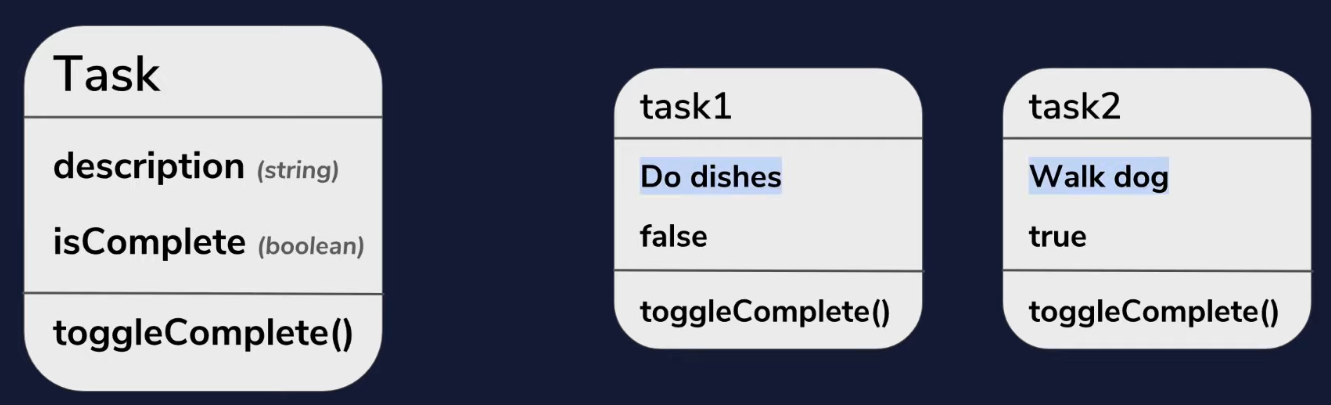 Task
description (string)
isComplete (boolean)
toggleComplete()
task1
Do dishes
false
toggleComplete()
task2
Walk dog
true
toggleComplete()